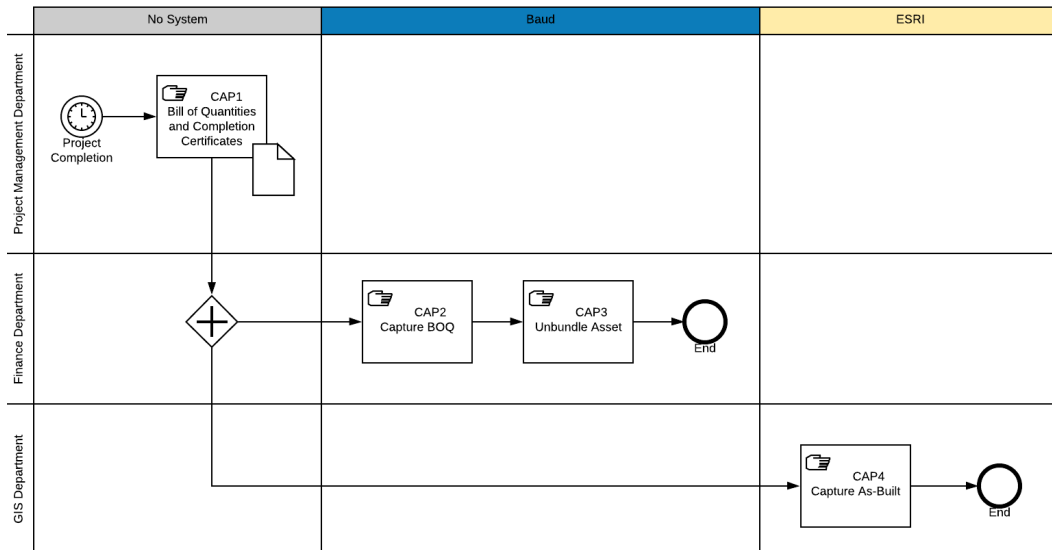 No System
Baud
ESRI
Project Management Department
Project
Completion
CAP1
Bill of Quantities
and Completion
Certificates
Finance Department
CAP2
Capture BOQ
CAP3
Unbundle Asset
End
GIS Department
CAP4
Capture As-Built
End